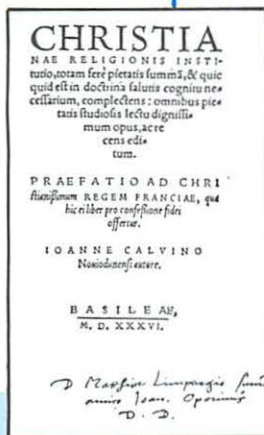 CHRISTIA
NAE RELIGIONIS INSTI-
tutio, totam ferè pietatis summã, & quic
quid est in doctrina salutis cognitu ne-
cessarium, complectens: omnibus pie-
tatis studiosis lectu dignissi-
mum opus, ac re
cens edi-
tum.
PRAEFATIO AD CHRI
stianissimum REGEM FRANCIAE, qua
hic ei liber pro confessione fidei
offertur.
IOANNE CALVINO
Nouiodunensi autore.
BASILEAE,
M. D. XXXVI.
D
Ioan. Oporinus
D. D.